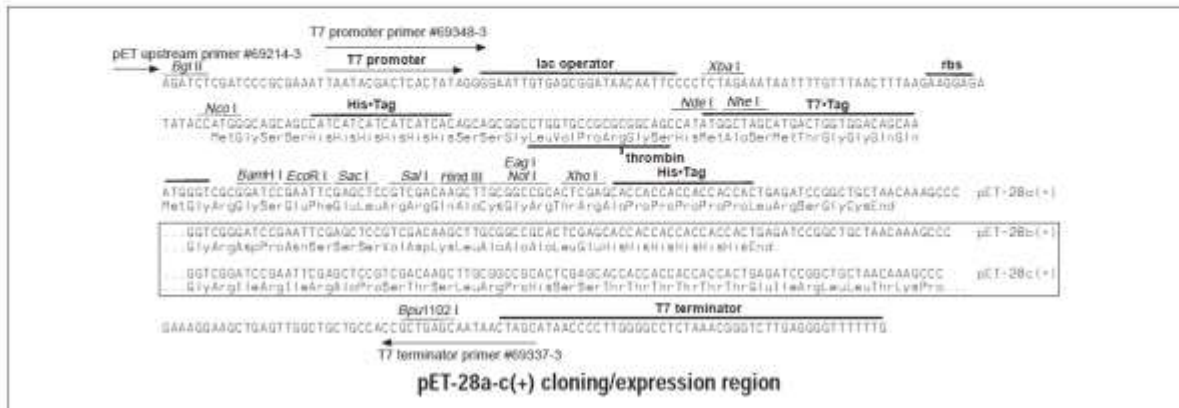 T7 promoter primer #69348-3
pET upstream primer #69214-3
Bgl II T7 promoter lac operator Xba I rbs
AGATCTCGATCCCGCGAAATTAATACGACTCACTATAGGGGAATTGTGAGCGGATAACAATTCCCCTCTAGAAATAATTTTGTTTAACTTTAAGAAGGAGA
Nco I His•Tag Nde I Nhe I T7•Tag
TATACCATGGGCAGCAGCCATCATCATCATCATCACAGCAGCGGCCTGGTGCCGCGCGGCAGCCATATGGCTAGCATGACTGGTGGACAGCAA
MetGlySerSerHisHisHisHisHisHisSerSerGlyLeuValProArgGlySerHisMetAlaSerMetThrGlyGlyGlnGln
thrombin
BamH I EcoR I Sac I Sal I Hind III Eag I Not I Xho I His•Tag
ATGGGTCGCGGATCCGAATTCGAGCTCCGTCGACAAGCTTGCGGCCGCACTCGAGCACCACCACCACCACCACTGAGATCCGGCTGCTAACAAAGCCC pET-28a(+)
MetGlyArgGlySerGluPheGluLeuArgArgGlnAlaCysGlyArgThrArgAlaProProProProProLeuArgSerGlyCysEnd
...GGTCGGGATCCGAATTCGAGCTCCGTCGACAAGCTTGCGGCCGCACTCGAGCACCACCACCACCACCACTGAGATCCGGCTGCTAACAAAGCCC pET-28b(+)
...GlyArgAspProAsnSerSerSerValAspLysLeuAlaAlaAlaLeuGluHisHisHisHisHisHisEnd
...GGTCGGATCCGAATTCGAGCTCCGTCGACAAGCTTGCGGCCGCACTCGAGCACCACCACCACCACCACTGAGATCCGGCTGCTAACAAAGCCC pET-28c(+)
...GlyArgIleArgIleArgAlaProSerThrSerLeuArgProHisSerSerThrThrThrThrThrThrGluIleArgLeuLeuThrLysPro...
Bpu1102 I T7 terminator
GAAAGGAAGCTGAGTTGGCTGCTGCCACCGCTGAGCAATAACTAGCATAACCCCTTGGGGCCTCTAAACGGGTCTTGAGGGGTTTTTTG
T7 terminator primer #69337-3
pET-28a-c(+) cloning/expression region